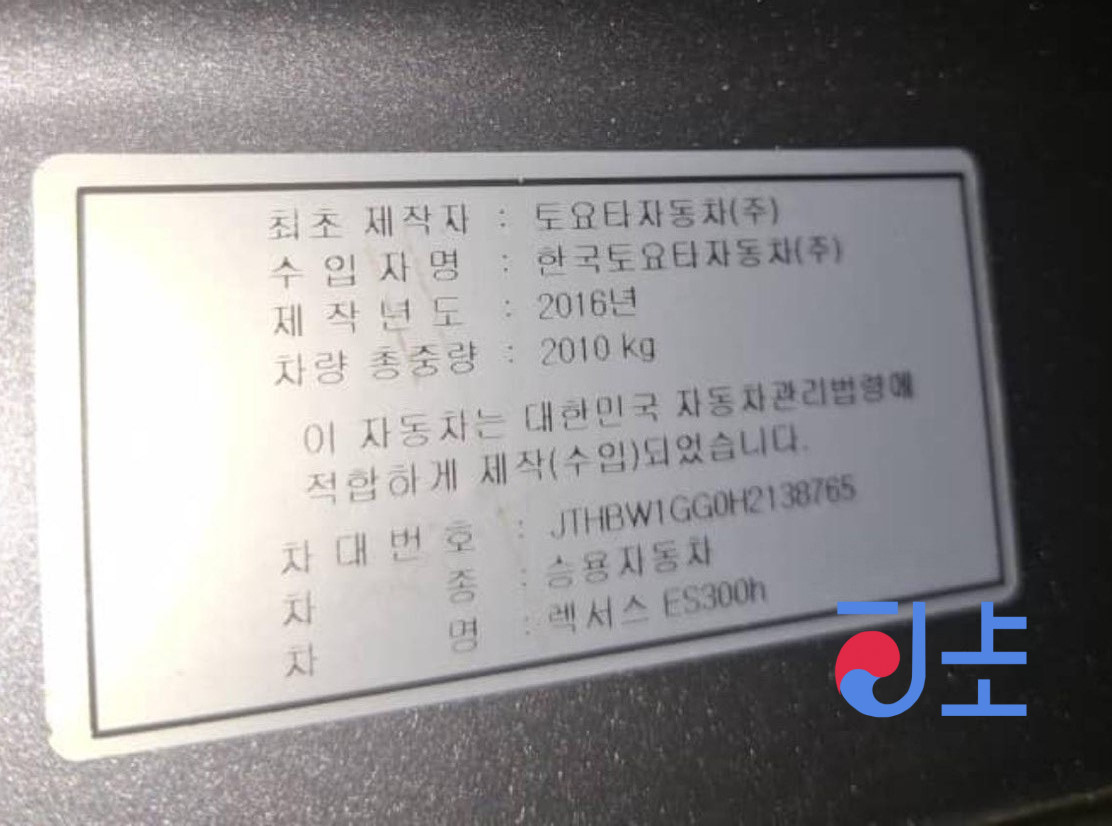 최초 제작자 : 토요타자동차(주)
수 입 자 명 : 한국토요타자동차(주)
제 작 년 도 : 2016년
차량 총중량 : 2010 kg
이 자동차는 대한민국 자동차관리법령에
적합하게 제작(수입)되었습니다.
차 대 번 호 : JTHBW1GG0H2138765
차 종 : 승용자동차
차 명 : 렉서스 ES300h